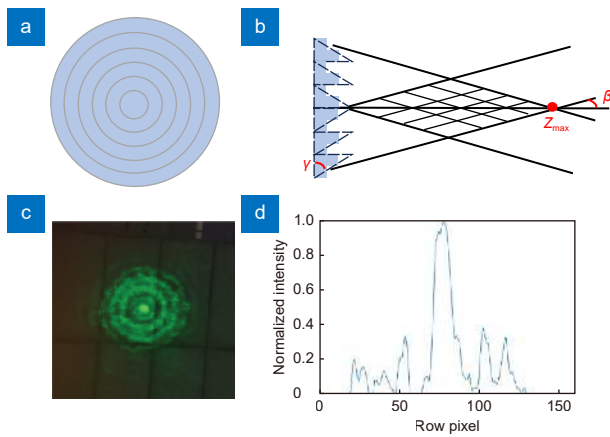 a
b
β
Zmax
γ
c
d
Normalized intensity
1.0
0.8
0.6
0.4
0.2
0
0
50
100
150
Row pixel